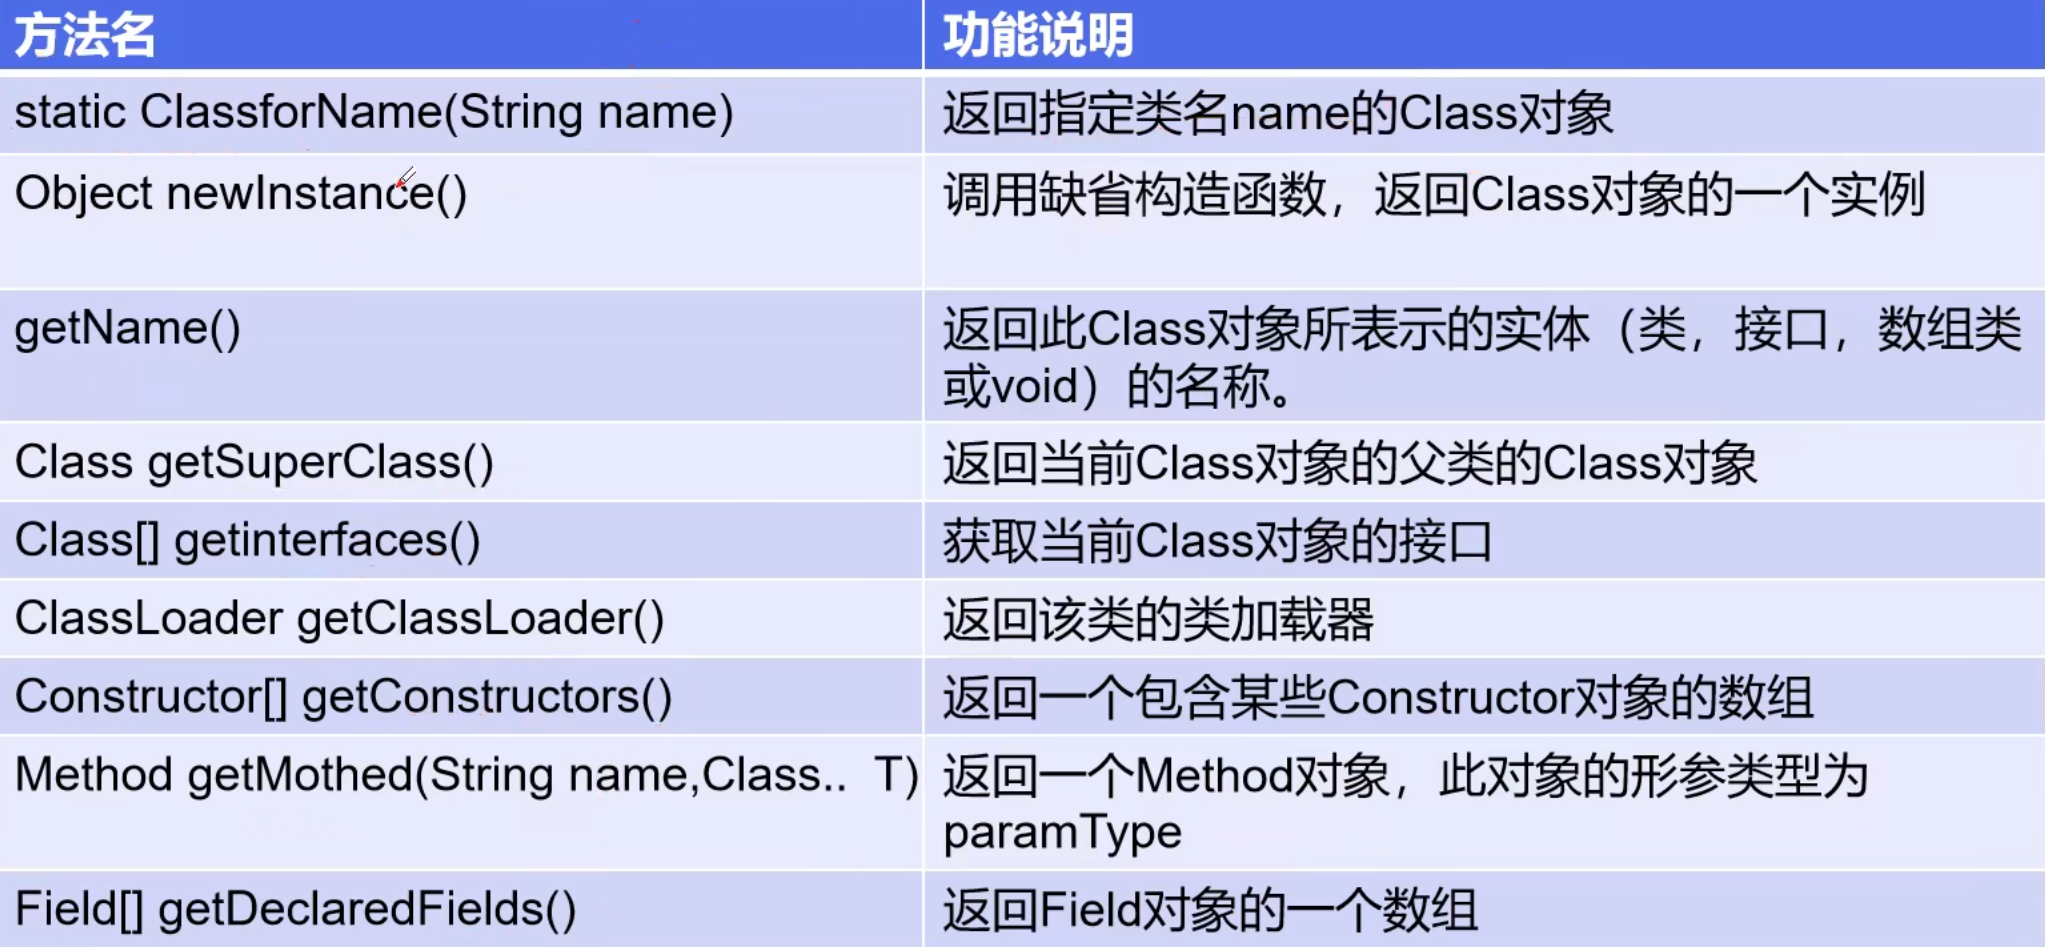 方法名
功能说明
static ClassforName(String name)
返回指定类名name的Class对象
Object newInstance()
调用缺省构造函数，返回Class对象的一个实例
getName()
返回此Class对象所表示的实体（类，接口，数组类
或void）的名称。
Class getSuperClass()
返回当前Class对象的父类的Class对象
Class[] getinterfaces()
获取当前Class对象的接口
ClassLoader getClassLoader()
返回该类的类加载器
Constructor[] getConstructors()
返回一个包含某些Constructor对象的数组
Method getMothed(String name,Class.. T)
返回一个Method对象，此对象的形参类型为
paramType
Field[] getDeclaredFields()
返回Field对象的一个数组